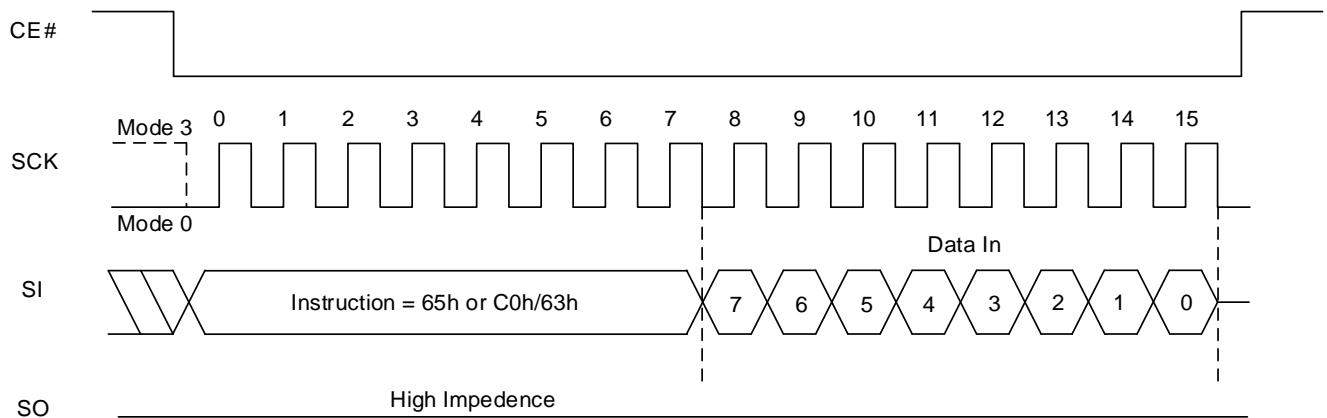 CE#
Mode 3
0 1 2 3 4 5 6 7 8 9 10 11 12 13 14 15
SCK
Mode 0
Data In
SI
Instruction = 65h or C0h/63h
7 6 5 4 3 2 1 0
High Impedence
SO